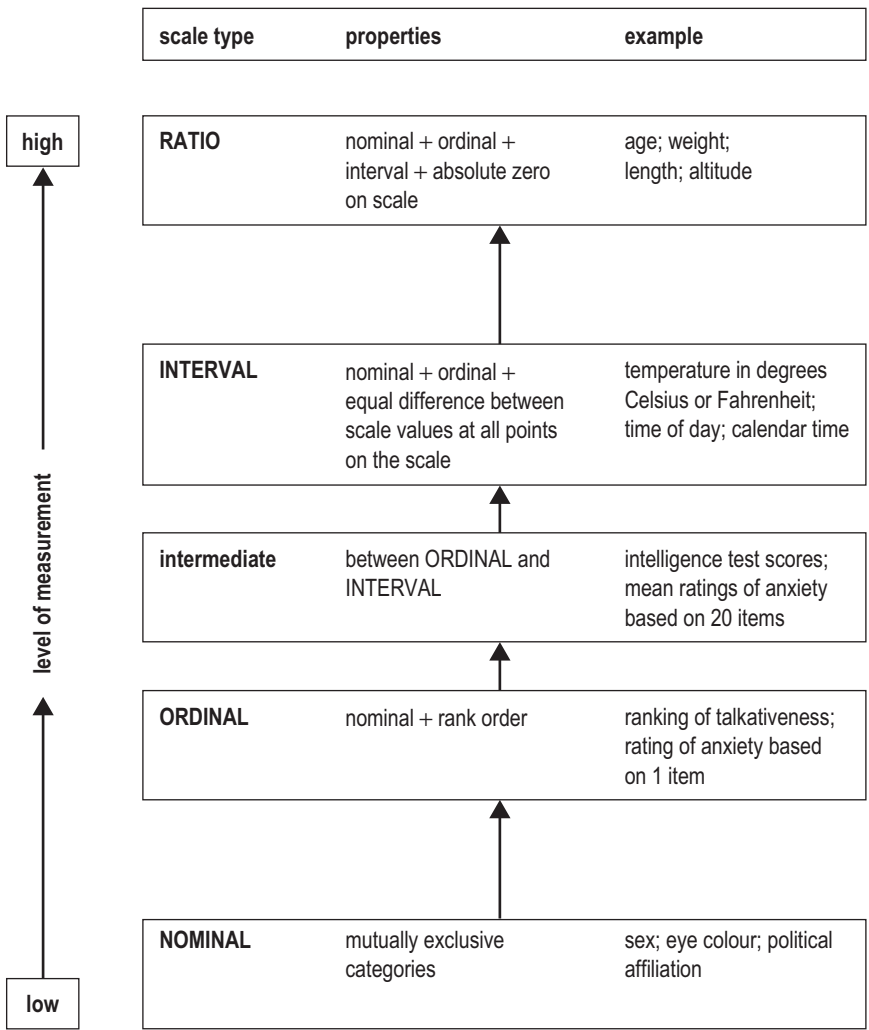 scale type properties example
high
RATIO nominal + ordinal + age; weight;
interval + absolute zero length; altitude
on scale
INTERVAL nominal + ordinal + temperature in degrees
equal difference between Celsius or Fahrenheit;
scale values at all points time of day; calendar time
on the scale
level of measurement
intermediate between ORDINAL and intelligence test scores;
INTERVAL mean ratings of anxiety
based on 20 items
ORDINAL nominal + rank order ranking of talkativeness;
rating of anxiety based
on 1 item
NOMINAL mutually exclusive sex; eye colour; political
categories affiliation
low